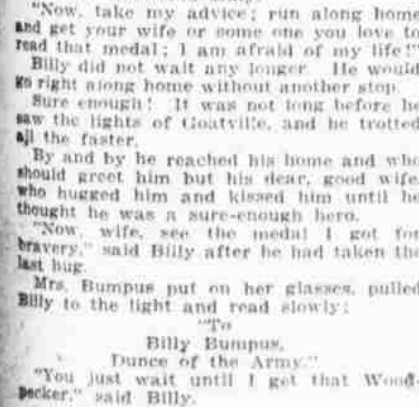 "Now, take my advice; run along home
and get your wife or some one you love to
read that medal; I am afraid of my life!"
Billy did not wait any longer. He would
go right along home without another stop.
Sure enough! It was not long before he
saw the lights of Goatville, and he trotted
all the faster.
By and by he reached his home and who
should greet him but his dear, good wife,
who hugged him and kissed him until he
thought he was a sure-enough hero.
"Now, wife, see the medal I got for
bravery," said Billy after he had taken the
last hug.
Mrs. Bumpus put on her glasses, pulled
Billy to the light and read slowly:
"To
Billy Bumpus,
Dunce of the Army."
"You just wait until I get that Wood-
pecker," said Billy.